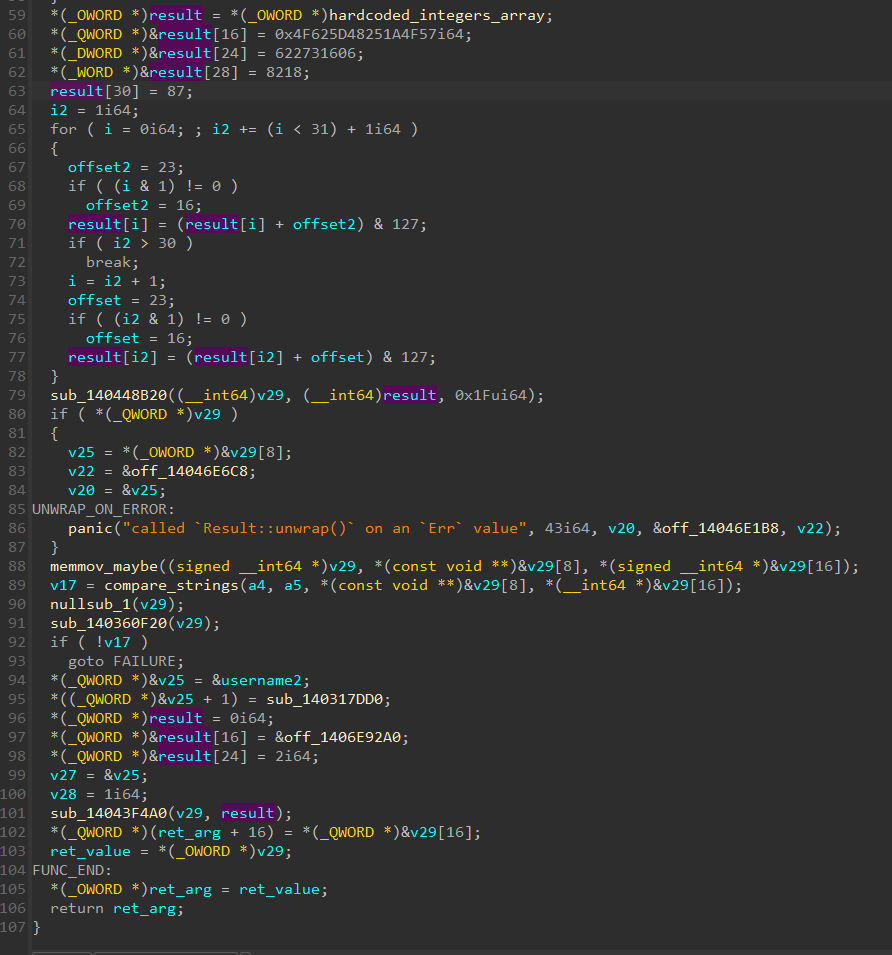 59 *(_OWORD *)result = *(_OWORD *)hardcoded_integers_array;
60 *(_QWORD *)&result[16] = 0x4F625D48251A4F57i64;
61 *(_DWORD *)&result[24] = 622731606;
62 *(_WORD *)&result[28] = 8218;
63 result[30] = 87;
64 i2 = 1i64;
65 for ( i = 0i64; ; i2 += (i < 31) + 1i64 )
66 {
67 offset2 = 23;
68 if ( (i & 1) != 0 )
69 offset2 = 16;
70 result[i] = (result[i] + offset2) & 127;
71 if ( i2 > 30 )
72 break;
73 i = i2 + 1;
74 offset = 23;
75 if ( (i2 & 1) != 0 )
76 offset = 16;
77 result[i2] = (result[i2] + offset) & 127;
78 }
79 sub_140448B20((__int64)v29, (__int64)result, 0x1Fui64);
80 if ( *(_QWORD *)v29 )
81 {
82 v25 = *(_OWORD *)&v29[8];
83 v22 = &off_14046E6C8;
84 v20 = &v25;
85 UNWRAP_ON_ERROR:
86 panic("called `Result::unwrap()` on an `Err` value", 43i64, v20, &off_14046E1B8, v22);
87 }
88 memmov_maybe((signed __int64 *)v29, *(const void **)&v29[8], *(signed __int64 *)&v29[16]);
89 v17 = compare_strings(a4, a5, *(const void **)&v29[8], *(__int64 *)&v29[16]);
90 nullsub_1(v29);
91 sub_140360F20(v29);
92 if ( !v17 )
93 goto FAILURE;
94 *(_QWORD *)&v25 = &username2;
95 *((_QWORD *)&v25 + 1) = sub_140317DD0;
96 *(_QWORD *)result = 0i64;
97 *(_QWORD *)&result[16] = &off_1406E92A0;
98 *(_QWORD *)&result[24] = 2i64;
99 v27 = &v25;
100 v28 = 1i64;
101 sub_14043F4A0(v29, result);
102 *(_QWORD *)(ret_arg + 16) = *(_QWORD *)&v29[16];
103 ret_value = *(_OWORD *)v29;
104 FUNC_END:
105 *(_OWORD *)ret_arg = ret_value;
106 return ret_arg;
107 }